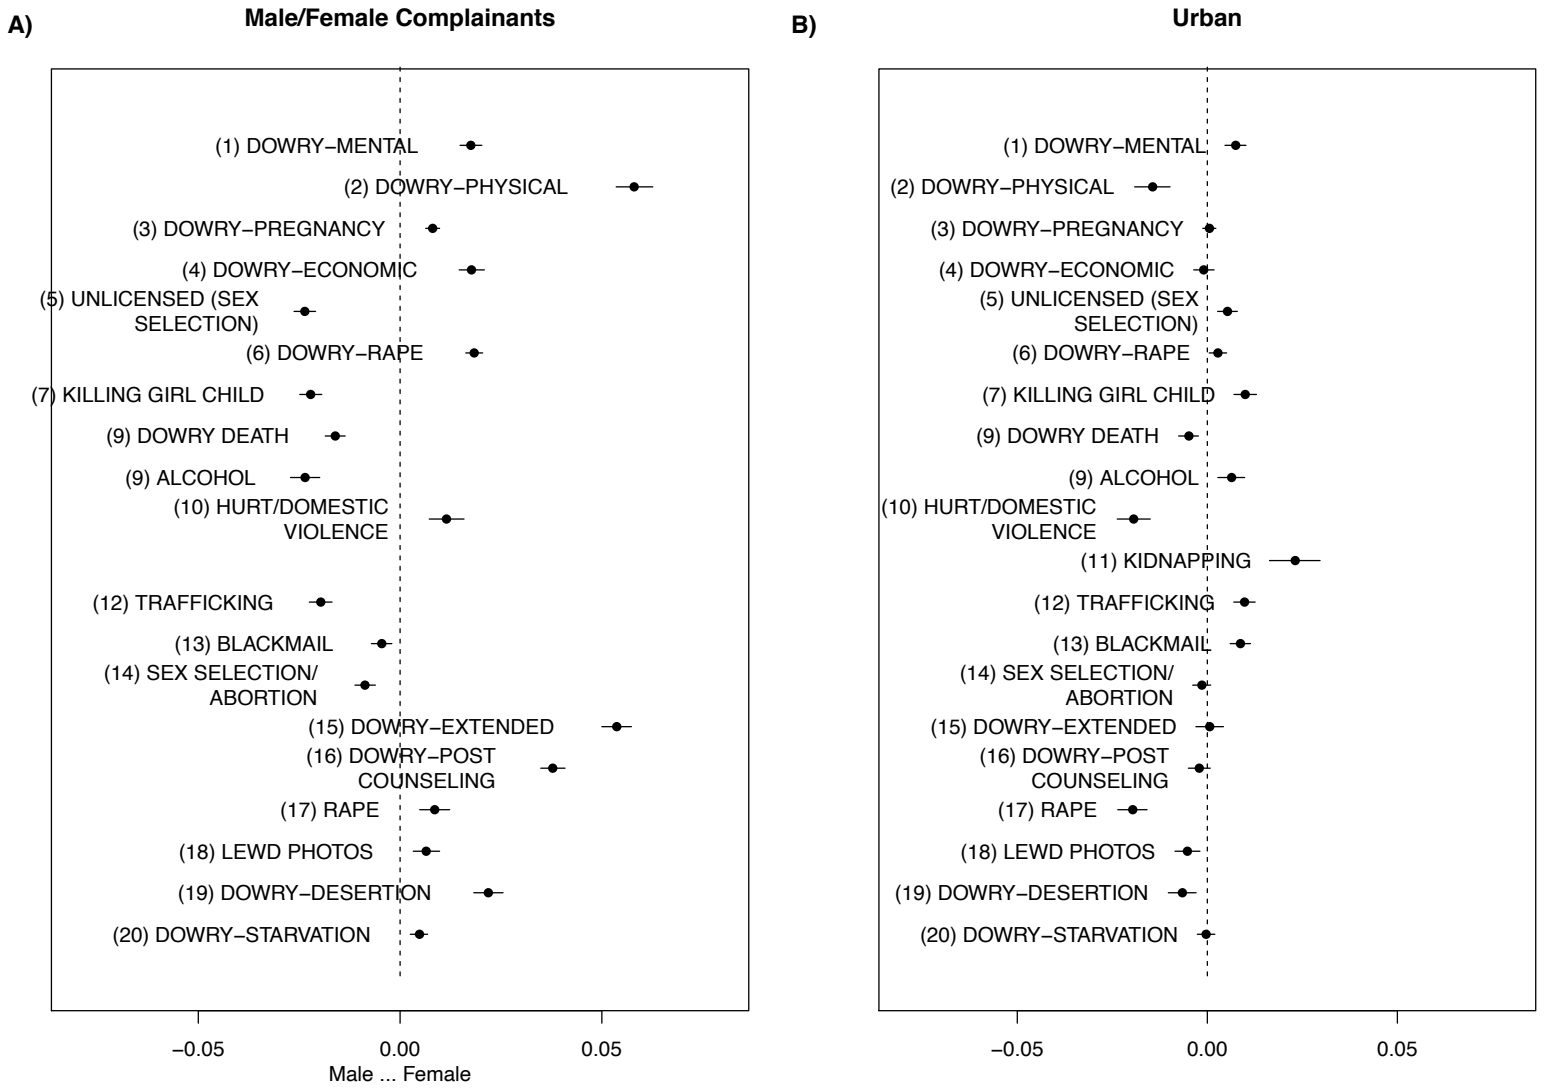 A)
Male/Female Complainants
(1) DOWRY−MENTAL
(2) DOWRY−PHYSICAL
(3) DOWRY−PREGNANCY
(4) DOWRY−ECONOMIC
(5) UNLICENSED (SEX
SELECTION)
(6) DOWRY−RAPE
(7) KILLING GIRL CHILD
(9) DOWRY DEATH
(9) ALCOHOL
(10) HURT/DOMESTIC
VIOLENCE
(12) TRAFFICKING
(13) BLACKMAIL
(14) SEX SELECTION/
ABORTION
(15) DOWRY−EXTENDED
(16) DOWRY−POST
COUNSELING
(17) RAPE
(18) LEWD PHOTOS
(19) DOWRY−DESERTION
(20) DOWRY−STARVATION
−0.05 0.00 0.05
Male ... Female
B)
Urban
(1) DOWRY−MENTAL
(2) DOWRY−PHYSICAL
(3) DOWRY−PREGNANCY
(4) DOWRY−ECONOMIC
(5) UNLICENSED (SEX
SELECTION)
(6) DOWRY−RAPE
(7) KILLING GIRL CHILD
(9) DOWRY DEATH
(9) ALCOHOL
(10) HURT/DOMESTIC
VIOLENCE
(11) KIDNAPPING
(12) TRAFFICKING
(13) BLACKMAIL
(14) SEX SELECTION/
ABORTION
(15) DOWRY−EXTENDED
(16) DOWRY−POST
COUNSELING
(17) RAPE
(18) LEWD PHOTOS
(19) DOWRY−DESERTION
(20) DOWRY−STARVATION
−0.05 0.00 0.05